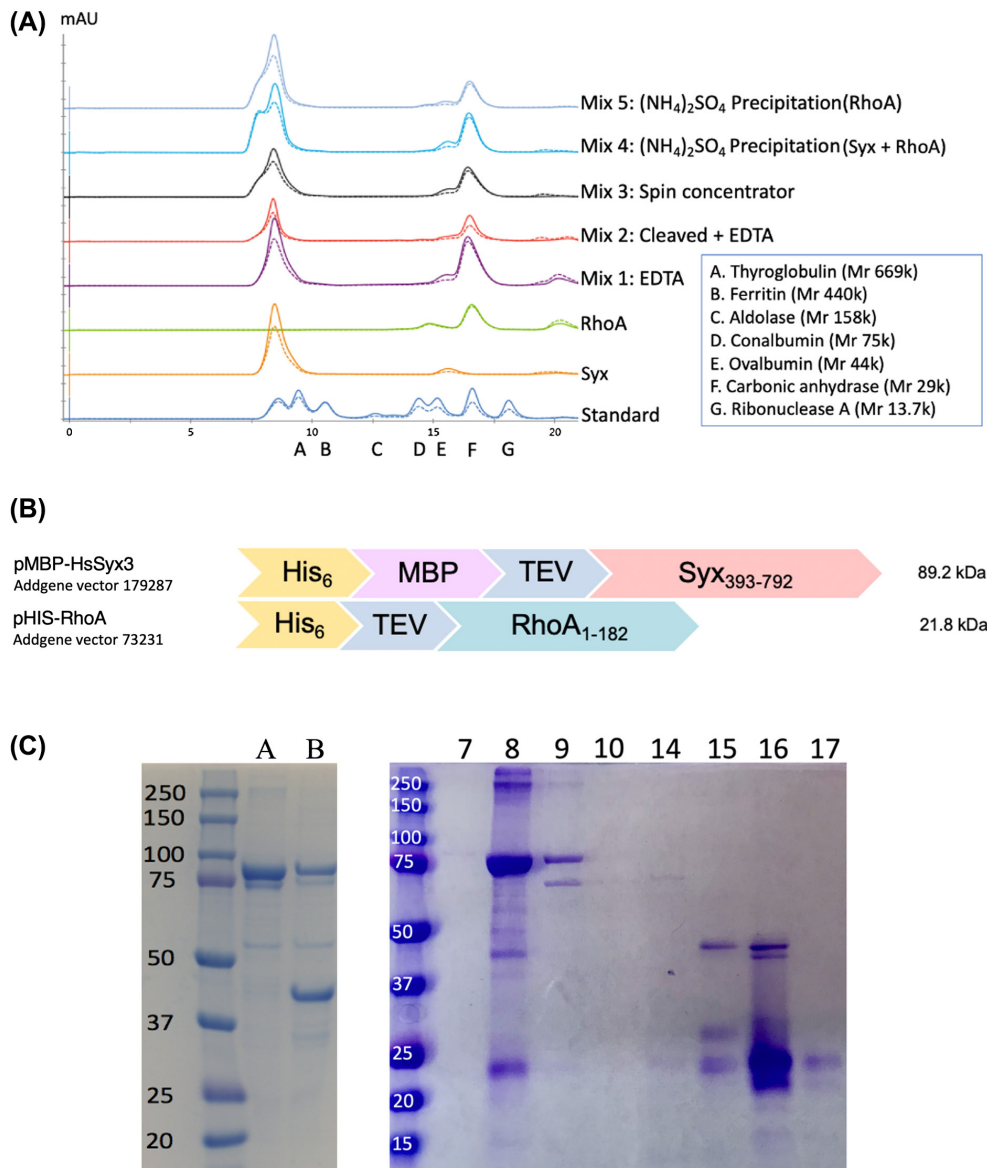 (A)
mAU
Mix 5: (NH4)2SO4 Precipitation(RhoA)
Mix 4: (NH4)2SO4 Precipitation(Syx + RhoA)
Mix 3: Spin concentrator
Mix 2: Cleaved + EDTA
Mix 1: EDTA
RhoA
Syx
Standard
0 5 10 15 20
A B C D E F G
A. Thyroglobulin (Mr 669k)
B. Ferritin (Mr 440k)
C. Aldolase (Mr 158k)
D. Conalbumin (Mr 75k)
E. Ovalbumin (Mr 44k)
F. Carbonic anhydrase (Mr 29k)
G. Ribonuclease A (Mr 13.7k)
(B)
pMBP-HsSyx3
Addgene vector 179287
His6 MBP TEV Syx393-792
89.2 kDa
pHIS-RhoA
Addgene vector 73231
His6 TEV RhoA1-182
21.8 kDa
(C)
A B
250
150
100
75
50
37
25
20
7 8 9 10 14 15 16 17
250
150
100
75
50
37
25
20
15